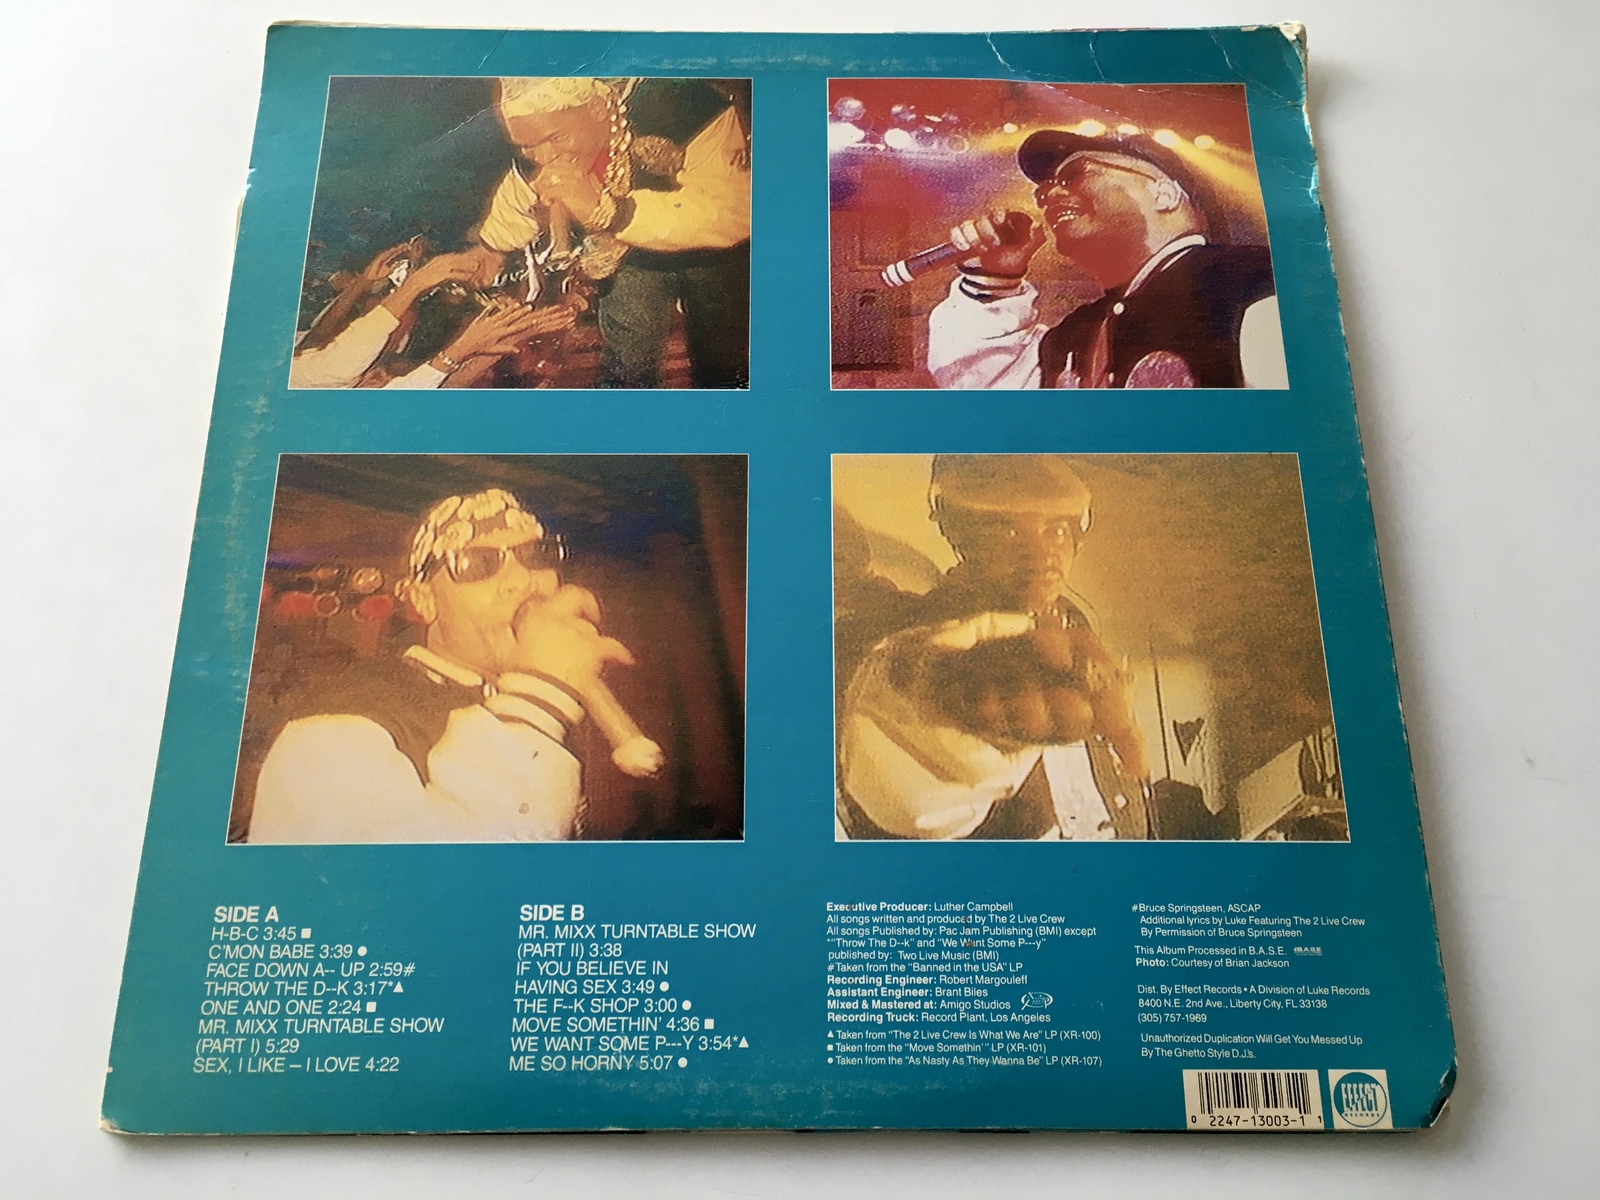 SIDE A
H-B-C 3:45 ■
C'MON BABE 3:39 ●
FACE DOWN A-- UP 2:59#
THROW THE D--K 3:17*▲
ONE AND ONE 2:24 ■
MR. MIXX TURNTABLE SHOW
(PART I) 5:29
SEX, I LIKE – I LOVE 4:22
SIDE B
MR. MIXX TURNTABLE SHOW
(PART II) 3:38
IF YOU BELIEVE IN
HAVING SEX 3:49 ●
THE F--K SHOP 3:00 ●
MOVE SOMETHIN' 4:36 ■
WE WANT SOME P---Y 3:54*▲
ME SO HORNY 5:07 ●
Executive Producer: Luther Campbell
All songs written and produced by The 2 Live Crew
All songs Published by: Pac Jam Publishing (BMI) except
*"Throw The D--k" and "We Want Some P---y"
published by: Two Live Music (BMI)
#Taken from the "Banned in the USA" LP
Recording Engineer: Robert Margouleff
Assistant Engineer: Brant Biles
Mixed & Mastered at: Amigo Studios
Recording Truck: Record Plant, Los Angeles
▲ Taken from "The 2 Live Crew Is What We Are" LP (XR-100)
■ Taken from the "Move Somethin'" LP (XR-101)
● Taken from the "As Nasty As They Wanna Be" LP (XR-107)
#Bruce Springsteen, ASCAP
Additional lyrics by Luke Featuring The 2 Live Crew
By Permission of Bruce Springsteen
This Album Processed in B.A.S.E. BASE
Photo: Courtesy of Brian Jackson
Dist. By Effect Records • A Division of Luke Records
8400 N.E. 2nd Ave., Liberty City, FL 33138
(305) 757-1969
Unauthorized Duplication Will Get You Messed Up
By The Ghetto Style D.J.'s.
0 2247-13003-1 1
EFFECT
RECORDS